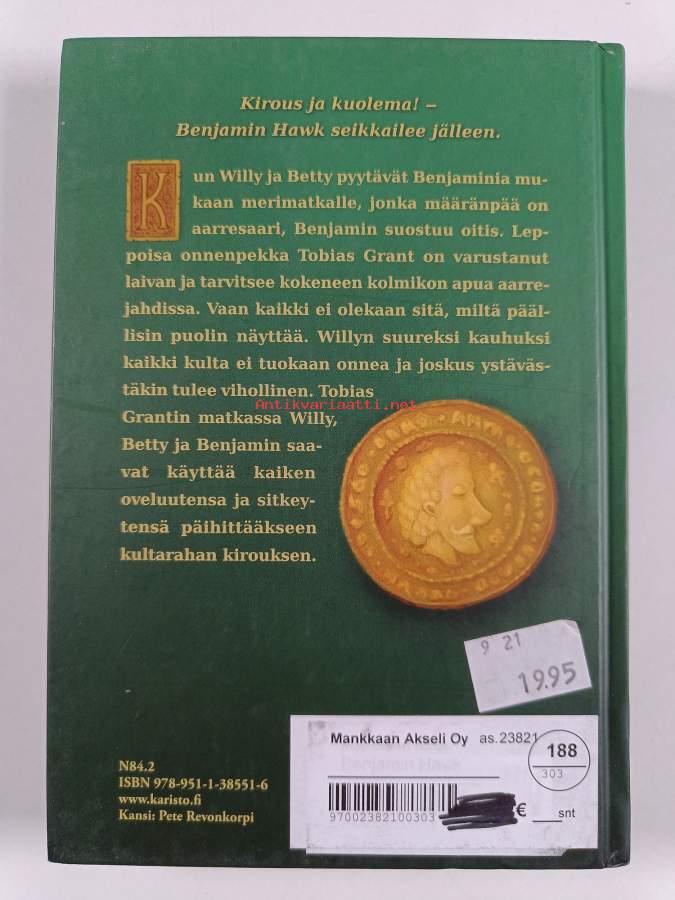 Kirous ja kuolema! –
Benjamin Hawk seikkailee jälleen.
Kun Willy ja Betty pyytävät Benjaminia mu-
kaan merimatkalle, jonka määränpää on
aarresaari, Benjamin suostuu oitis. Lep-
poisa onnenpekka Tobias Grant on varustanut
laivan ja tarvitsee kokeneen kolmikon apua aarre-
jahdissa. Vaan kaikki ei olekaan sitä, miltä pääl-
lisin puolin näyttää. Willyn suureksi kauhuksi
kaikki kulta ei tuokaan onnea ja joskus ystäväs-
täkin tulee vihollinen. Tobias
Antikvariaatti.net
Grantin matkassa Willy,
Betty ja Benjamin saa-
vat käyttää kaiken
oveluutensa ja sitkey-
tensä päihittääkseen
kultarahan kirouksen.
9 21
19.95
Mankkaan Akseli Oy as.23821
188
303
Benjamin Hawk
97002382100303
€ snt
N84.2
ISBN 978-951-1-38551-6
www.karisto.fi
Kansi: Pete Revonkorpi